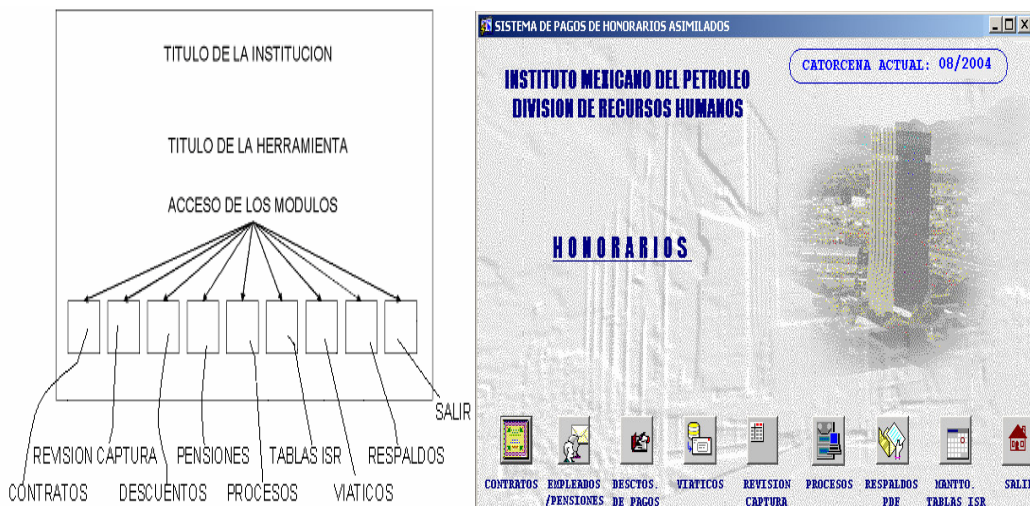 TITULO DE LA INSTITUCION
TITULO DE LA HERRAMIENTA
ACCESO DE LOS MODULOS
SALIR
REVISION CAPTURA PENSIONES TABLAS ISR RESPALDOS
CONTRATOS DESCUENTOS PROCESOS VIATICOS
SISTEMA DE PAGOS DE HONORARIOS ASIMILADOS
CATORCENA ACTUAL: 08/2004
INSTITUTO MEXICANO DEL PETROLEO
DIVISION DE RECURSOS HUMANOS
HONORARIOS
CONTRATOS EMPLEADOS DESCTOS. VIATICOS REVISION PROCESOS RESPALDOS MANTTO. SALI
/PENSIONES DE PAGOS CAPTURA PDF TABLAS ISR